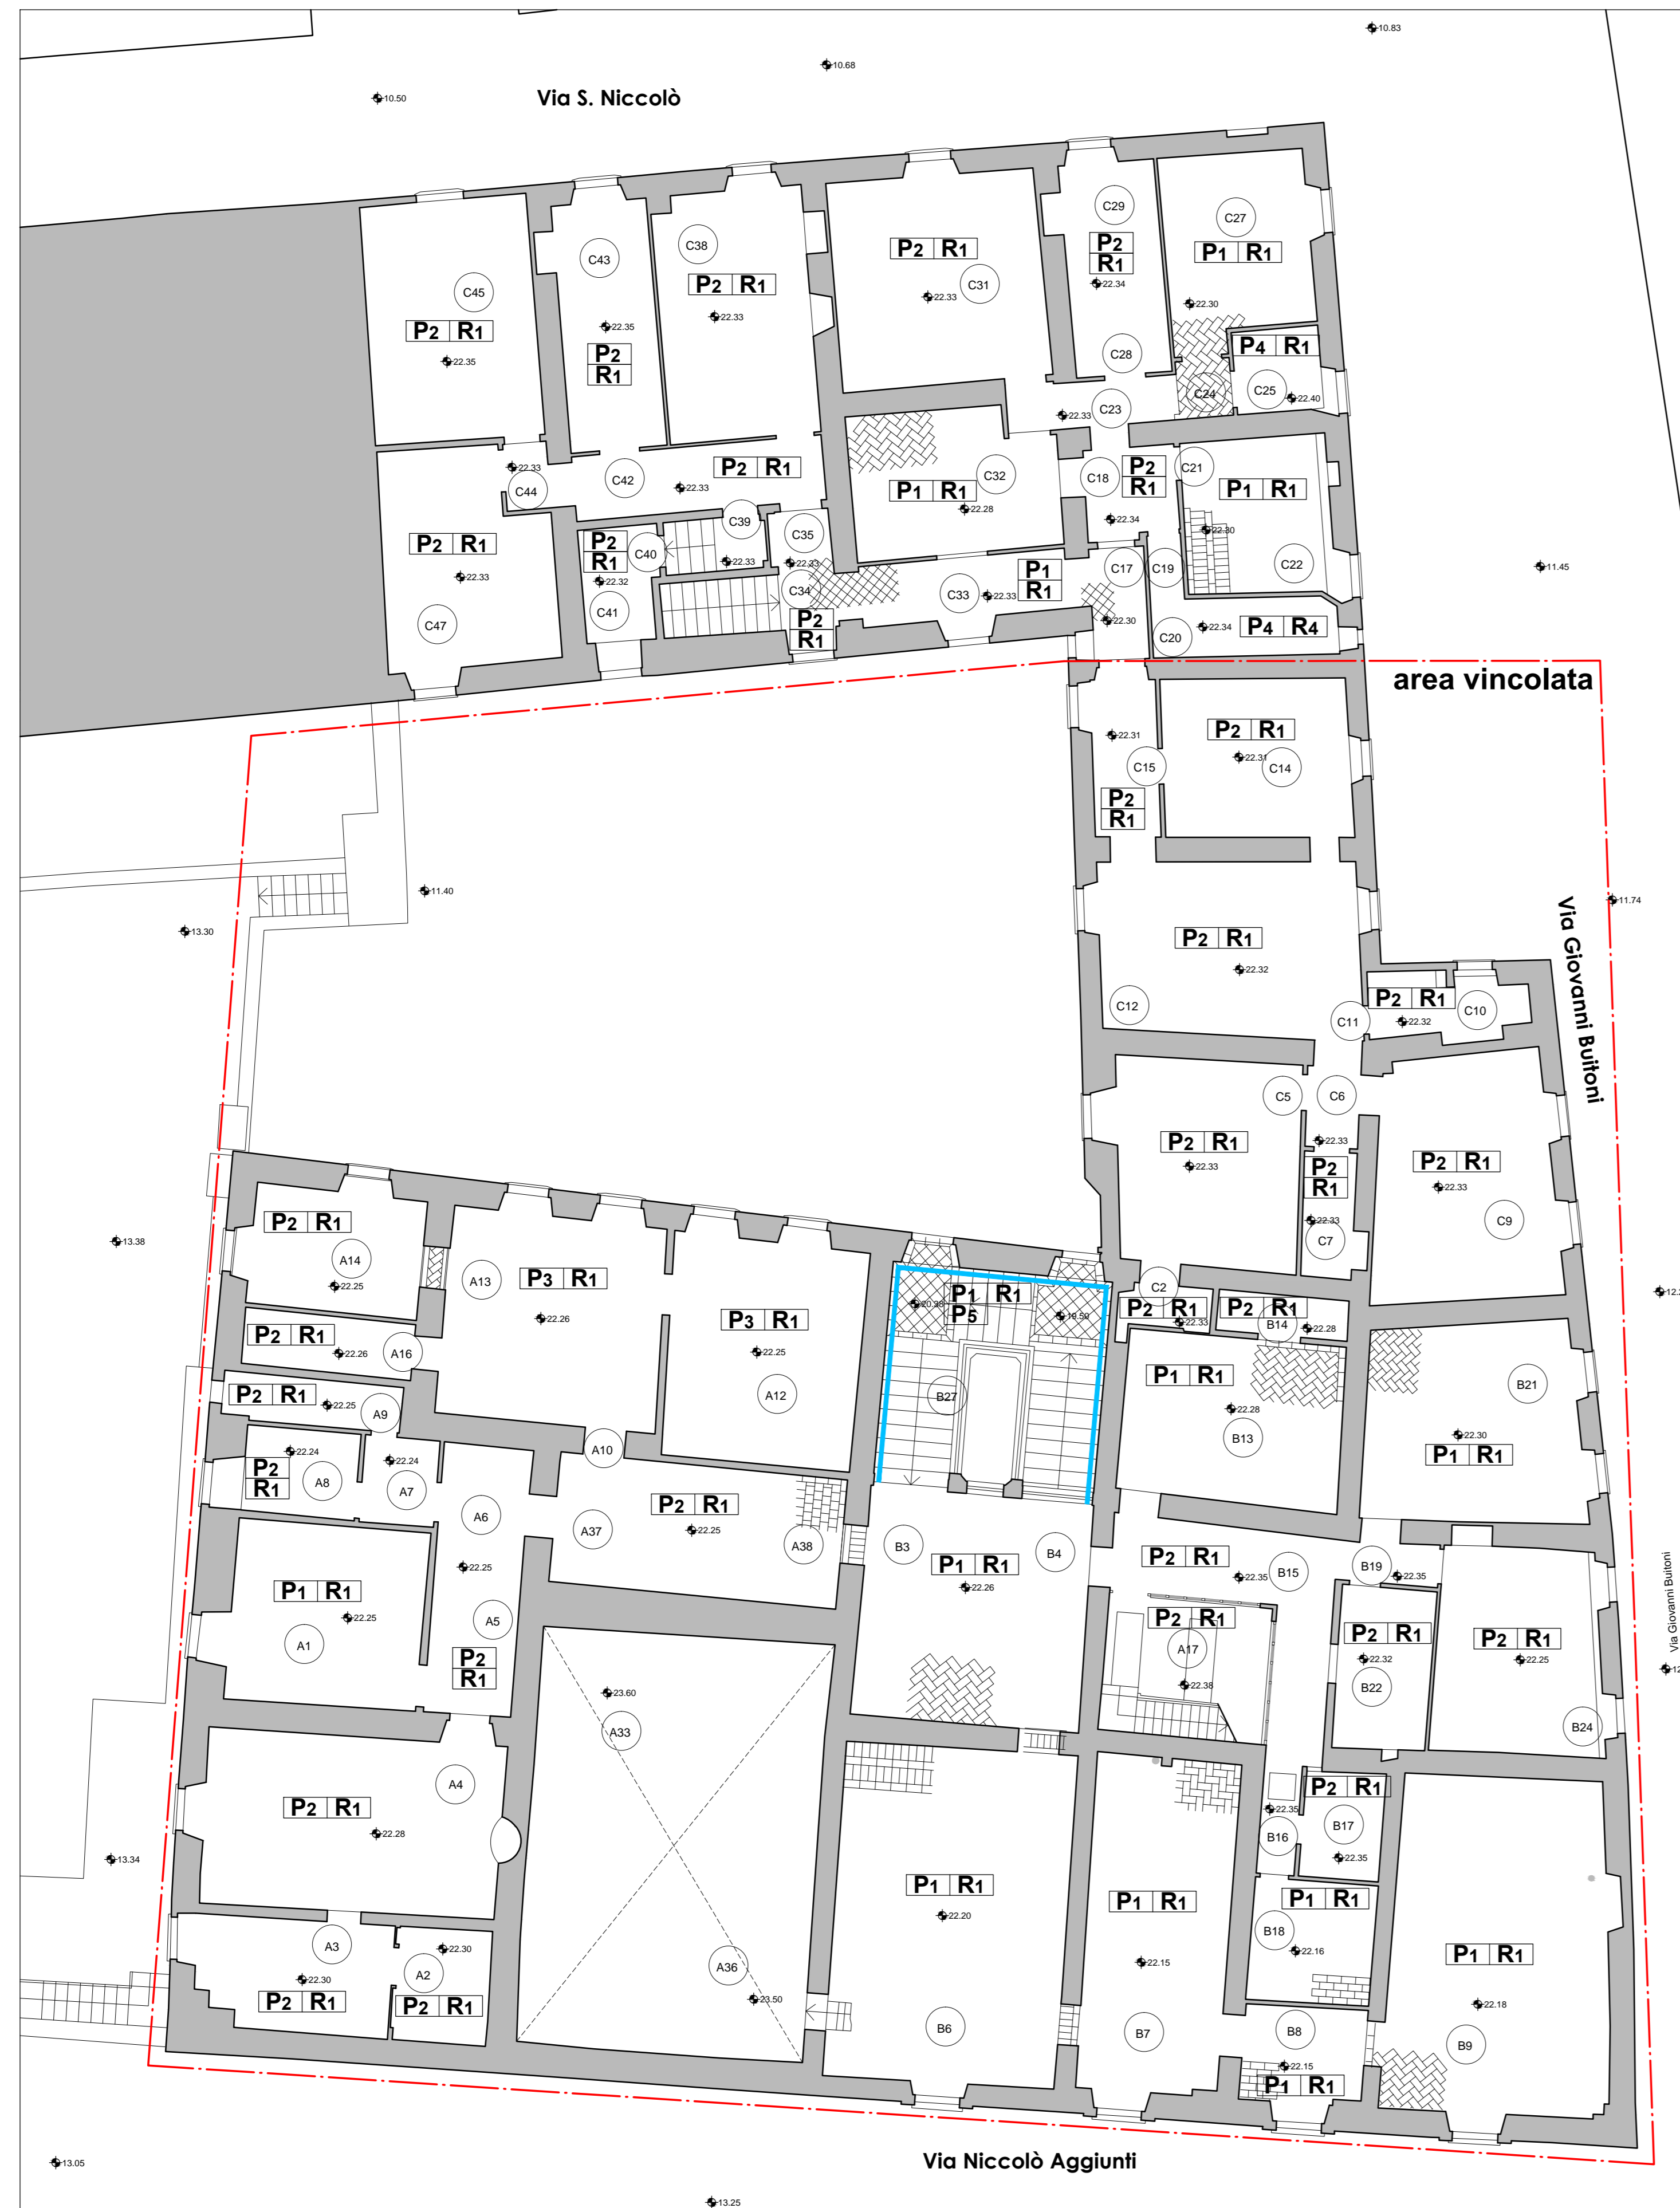 10.83
10.68
10.50
Via S. Niccolò
C29
C27
P2
R1
P1 R1
C43
C38
P2 R1
C31
22.34
C45
P2 R1
22.33
22.30
P2 R1
22.35
22.33
P2
R1
22.35
C28
P4 R1
C25
22.40
C24
C23
22.33
22.33
C44
C42
P2 R1
22.33
C32
P1 R1
22.28
C18
P2
R1
22.34
C21
P1 R1
22.30
C22
C39
C35
P2 R1
22.33
C47
P2
R1
C40
22.32
C41
22.33
22.33
C34
P2
R1
C33
22.33
P1
R1
C17
22.30
C19
C20
22.34
P4 R4
11.45
area vincolata
22.31
C15
P2
R1
P2 R1
22.31
C14
11.40
13.30
11.74
Via Giovanni Buitoni
P2 R1
22.32
C12
P2 R1
22.32
C10
C11
C5
C6
P2 R1
22.33
22.33
P2
R1
22.33
C7
P2 R1
22.33
C9
13.38
P2 R1
A14
22.25
A13
P3 R1
22.26
P3 R1
22.25
A12
P2 R1
22.26
A16
P2 R1
22.25
A9
P1 R1
P5
20.98
19.50
B27
C2
P2 R1
22.33
P2 R1
B14
22.28
P1 R1
22.28
B13
B21
22.30
P1 R1
22.24
P2
R1
A8
22.24
A7
A10
A6
22.25
A37
P2 R1
22.25
A38
B3
B4
P1 R1
22.26
P2 R1
22.35
B15
B19
22.35
P1 R1
22.25
A1
A5
P2
R1
P2 R1
A17
22.38
P2 R1
22.32
B22
P2 R1
22.25
B24
Via Giovanni Buitoni
23.60
A33
A4
P2 R1
22.28
13.34
22.35
B16
P2 R1
B17
22.35
P1 R1
22.20
P1 R1
22.15
P1 R1
B18
22.16
P1 R1
22.18
A3
22.30
P2 R1
22.30
A2
P2 R1
A36
23.50
B6
B7
B8
22.15
P1 R1
B9
Via Niccolò Aggiunti
13.05
13.25